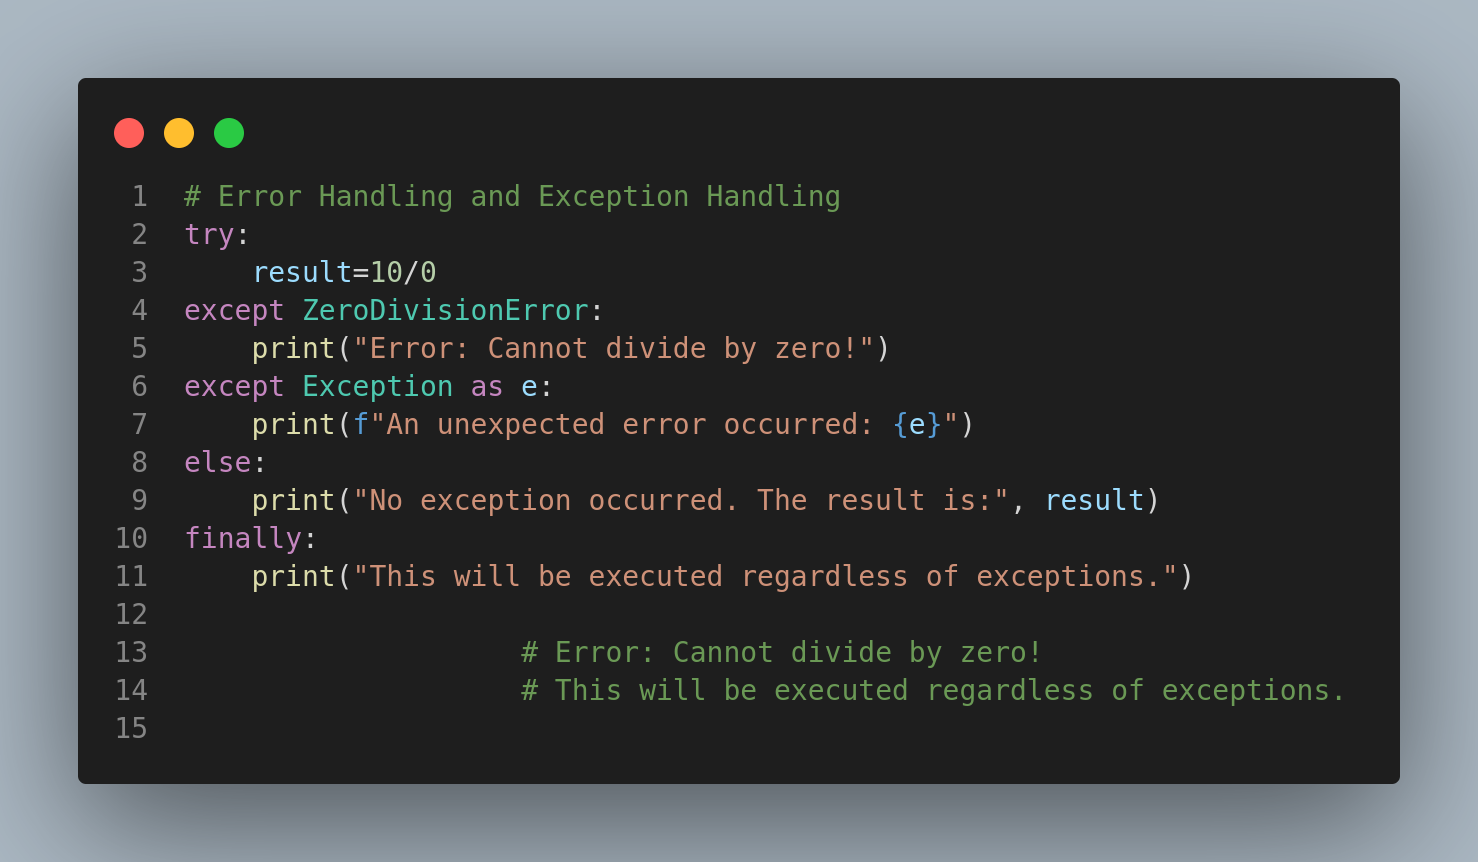 1 # Error Handling and Exception Handling
2 try:
3     result=10/0
4 except ZeroDivisionError:
5     print("Error: Cannot divide by zero!")
6 except Exception as e:
7     print(f"An unexpected error occurred: {e}")
8 else:
9     print("No exception occurred. The result is:", result)
10 finally:
11     print("This will be executed regardless of exceptions.")
12
13                     # Error: Cannot divide by zero!
14                     # This will be executed regardless of exceptions.
15